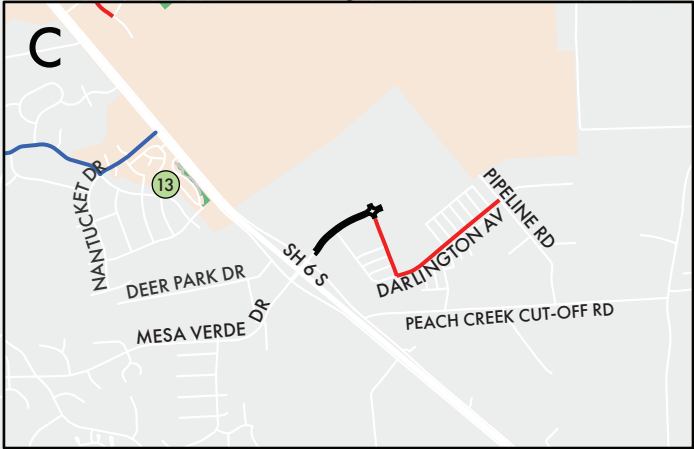 C
NANTUCKET DR
13
PIPELINE RD
SH 6 S
DARLINGTON AV
DEER PARK DR
MESA VERDE DR
PEACH CREEK CUT-OFF RD